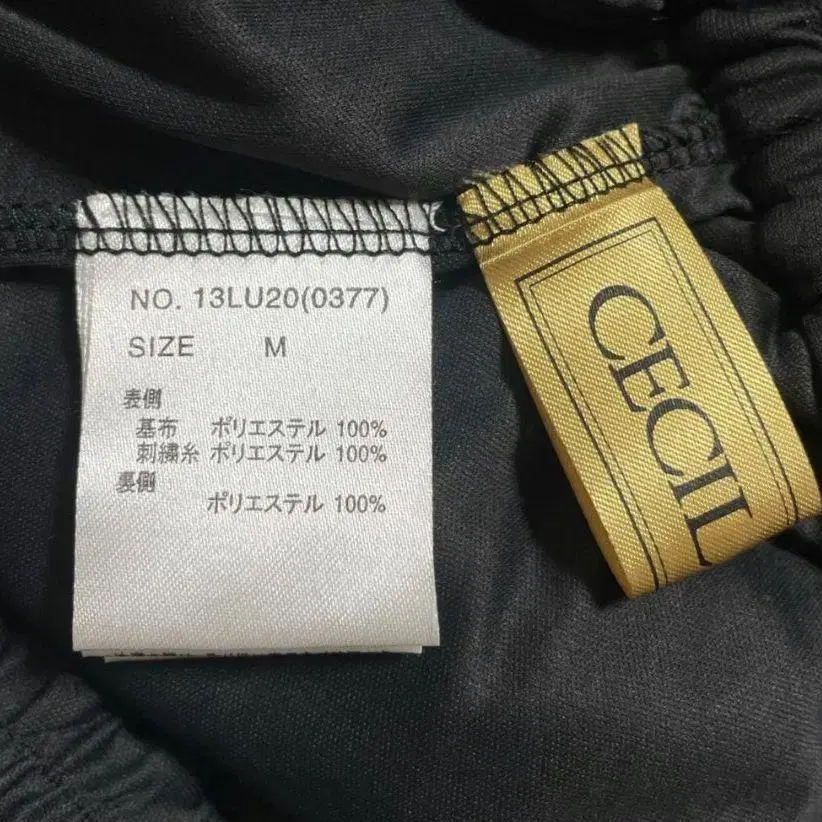 NO. 13LU20(0377)
SIZE M
表側
基布 ポリエステル 100%
刺繍糸 ポリエステル 100%
裏側
ポリエステル 100%
CECIL